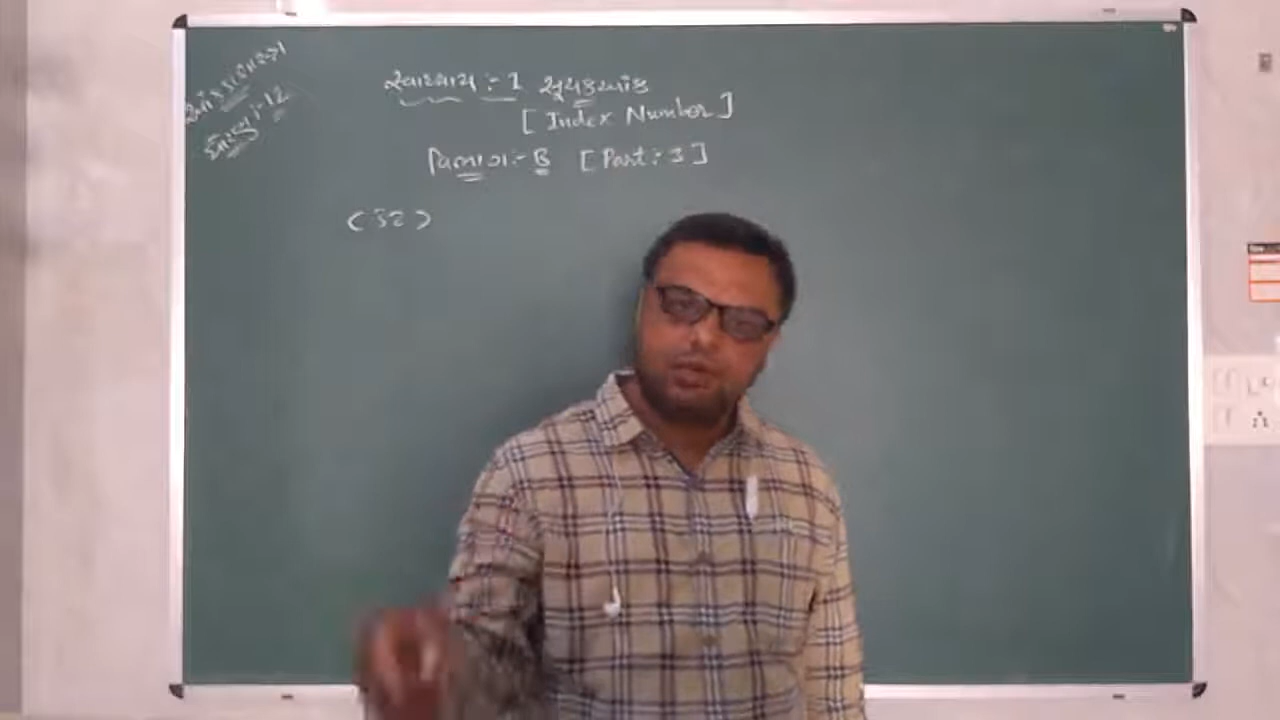 આંકડાશાસ્ત્ર
ધોરણ :- 12
સ્વાધ્યાય :- 1 સૂચકઆંક
[ Index Number ]
વિભાગ :- B [ Part :- 3 ]
(32)